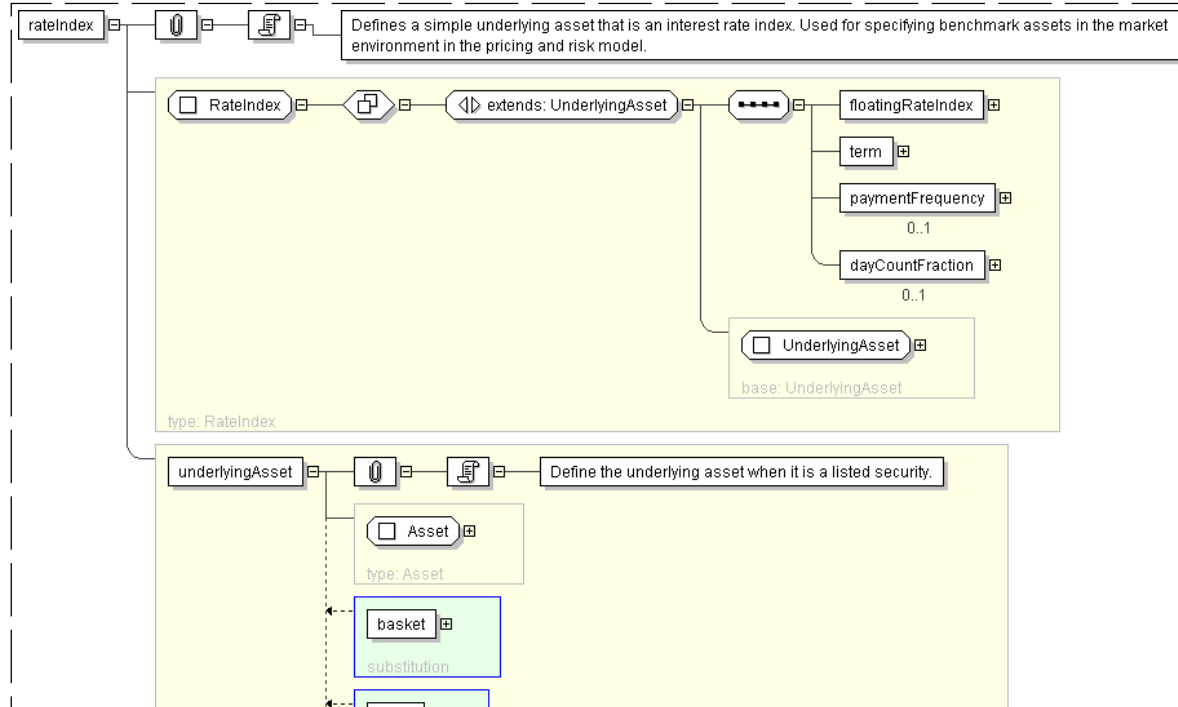 rateIndex
Defines a simple underlying asset that is an interest rate index. Used for specifying benchmark assets in the market
environment in the pricing and risk model.
RateIndex
extends: UnderlyingAsset
floatingRateIndex
term
paymentFrequency
0..1
dayCountFraction
0..1
UnderlyingAsset
base: UnderlyingAsset
type: RateIndex
underlyingAsset
Define the underlying asset when it is a listed security.
Asset
type: Asset
basket
substitution